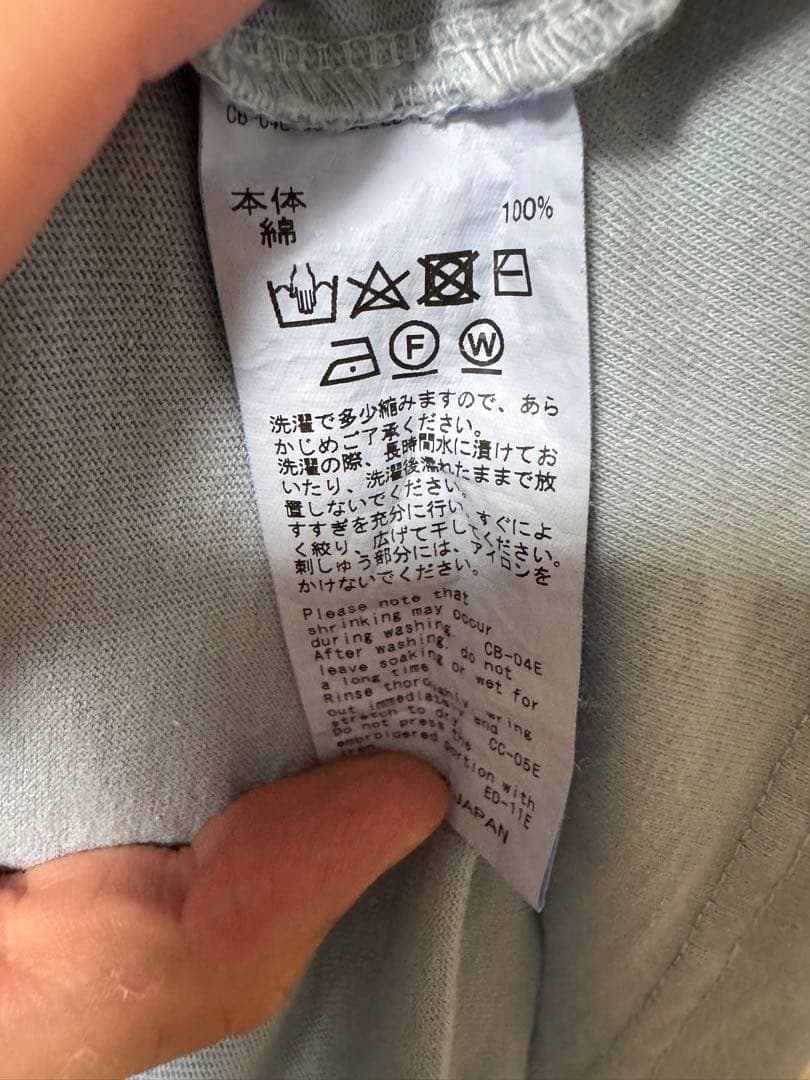 本体
綿 100%
F W
洗濯で多少縮みますので、あら
かじめご了承ください。
洗濯の際、長時間水に漬けてお
いたり、洗濯後濡れたままで放
置しないでください。
すすぎを充分に行い、すぐによ
く絞り、広げて干してください。
刺しゅう部分には、アイロンを
かけないでください。
Please note that
shrinking may occur
during washing. CB-04E
After washing, do not
leave soaking or wet for
a long time.
Rinse thoroughly, wring
out immediately and
stretch to dry. CC-05E
Do not press the
embroidered portion with
iron. ED-11E
JAPAN